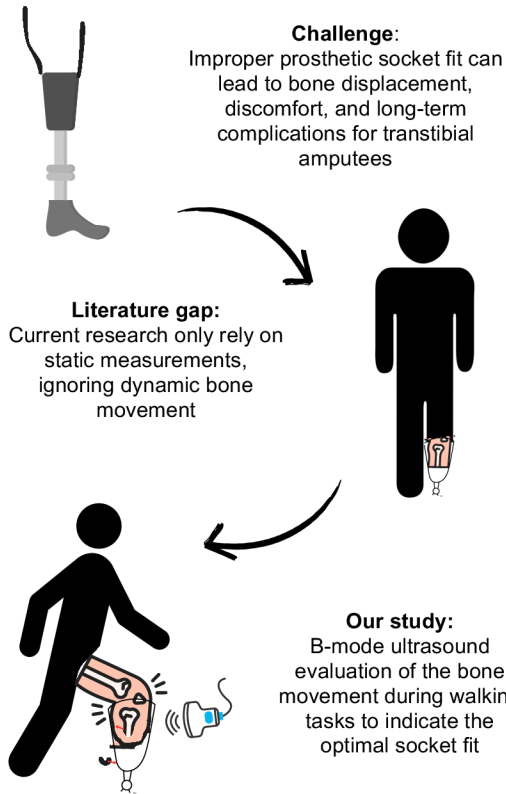 Challenge:
Improper prosthetic socket fit can
lead to bone displacement,
discomfort, and long-term
complications for transtibial
amputees
Literature gap:
Current research only rely on
static measurements,
ignoring dynamic bone
movement
Our study:
B-mode ultrasound
evaluation of the bone
movement during walkin
tasks to indicate the
optimal socket fit